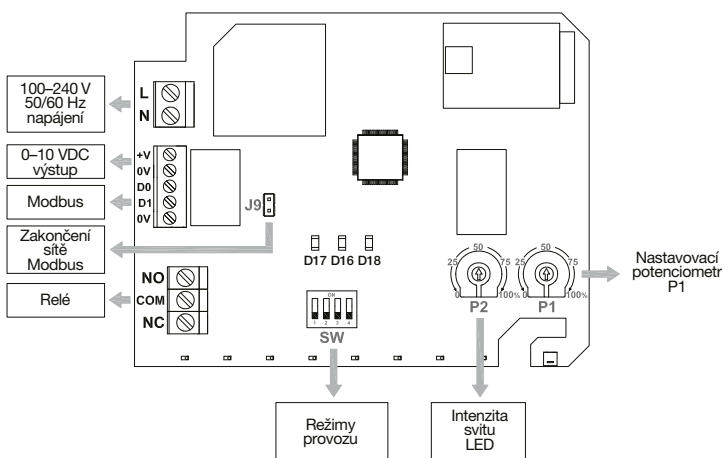 100–240 V
50/60 Hz
napájení
L
N
0–10 VDC
výstup
+V
0V
D0
D1
0V
Modbus
J9
Zakončení
sítě
Modbus
D17 D16 D18
NO
COM
NC
Relé
ON
1 2 3 4
SW
0 25 50 75 100%
P2
0 25 50 75 100%
P1
Nastavovací
potenciometr
P1
Režimy
provozu
Intenzita
svitu
LED